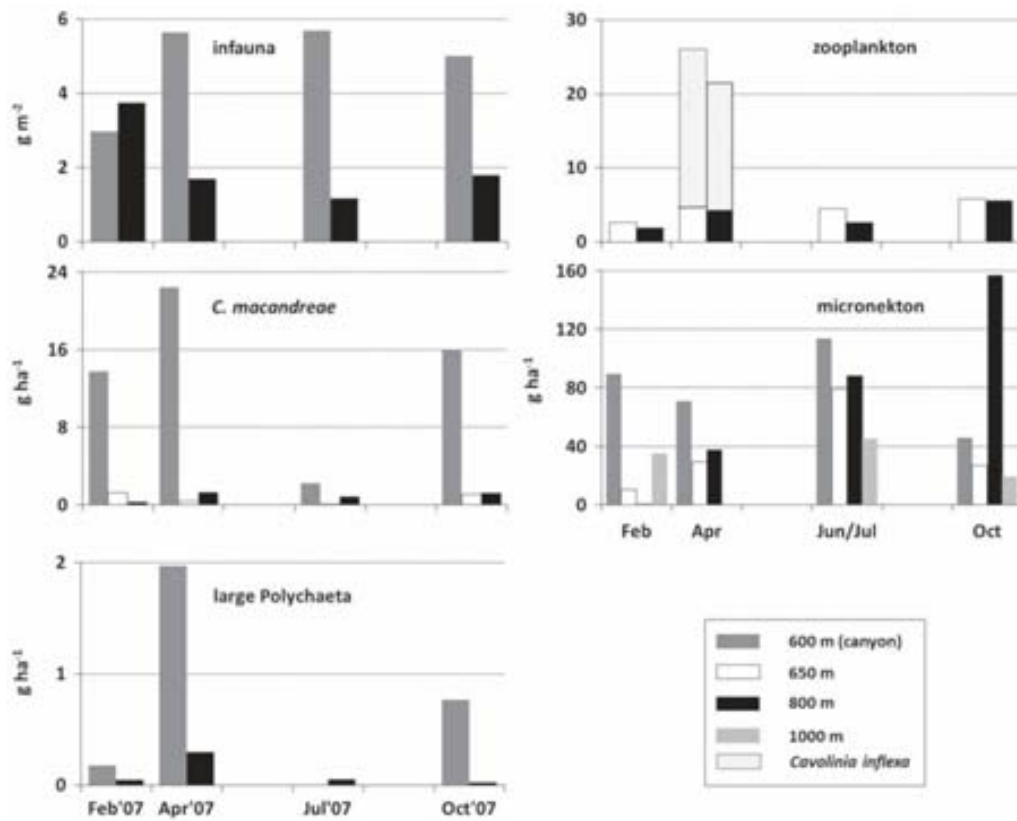 infauna
6
4
2
0
g m⁻²
zooplankton
30
20
10
0
C. macandreae
24
16
8
0
g ha⁻¹
micronekton
160
120
80
40
0
g ha⁻¹
Feb
Apr
Jun/Jul
Oct
large Polychaeta
2
1
0
g ha⁻¹
Feb'07
Apr'07
Jul'07
Oct'07
600 m (canyon)
650 m
800 m
1000 m
Cavolinia inflexa